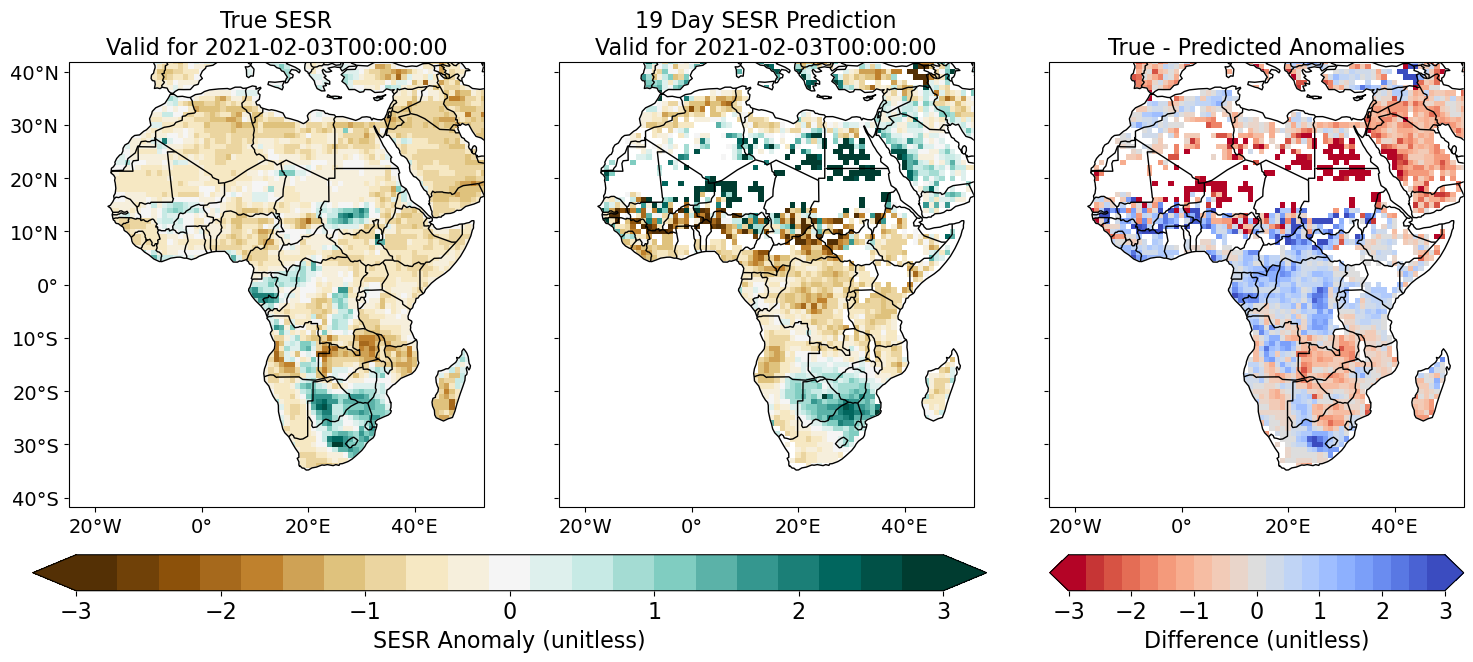 True SESR
Valid for 2021-02-03T00:00:00
19 Day SESR Prediction
Valid for 2021-02-03T00:00:00
True - Predicted Anomalies
40°N
30°N
20°N
10°N
0°
10°S
20°S
30°S
40°S
20°W 0° 20°E 40°E
20°W 0° 20°E 40°E
20°W 0° 20°E 40°E
−3 −2 −1 0 1 2 3
SESR Anomaly (unitless)
−3 −2 −1 0 1 2 3
Difference (unitless)